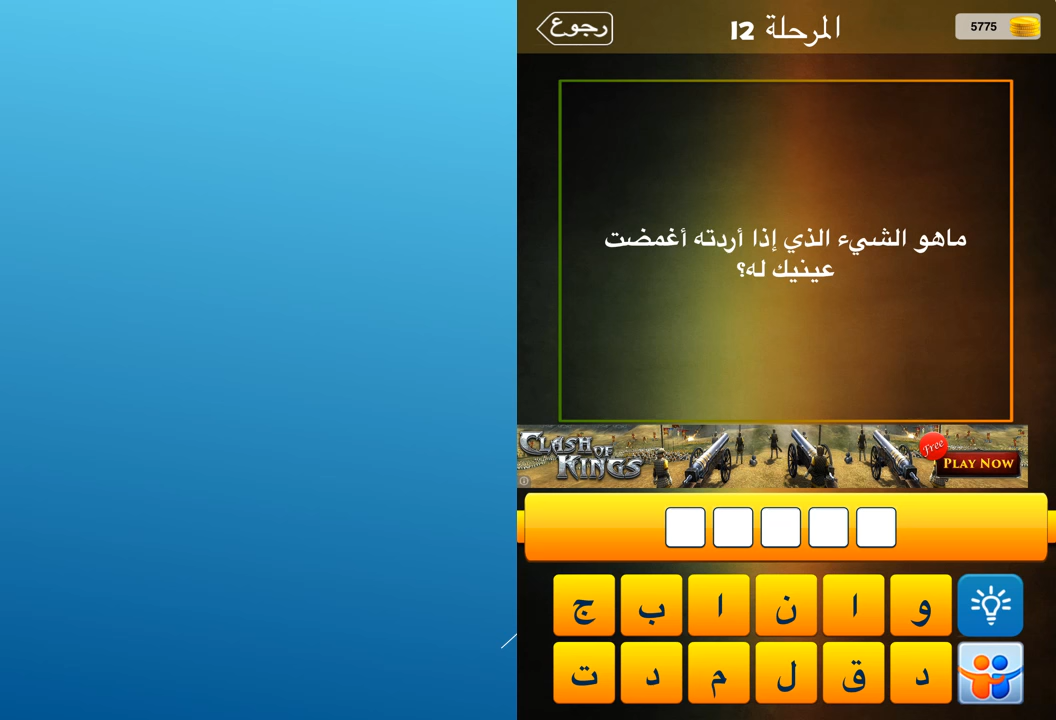 رجوع
المرحلة 12
5775
ماهو الشيء الذي إذا أردته أغمضت
عينيك له؟
CLASH OF KINGS
Free
PLAY NOW
و ا ن ا ب ج
د ق ل م د ت